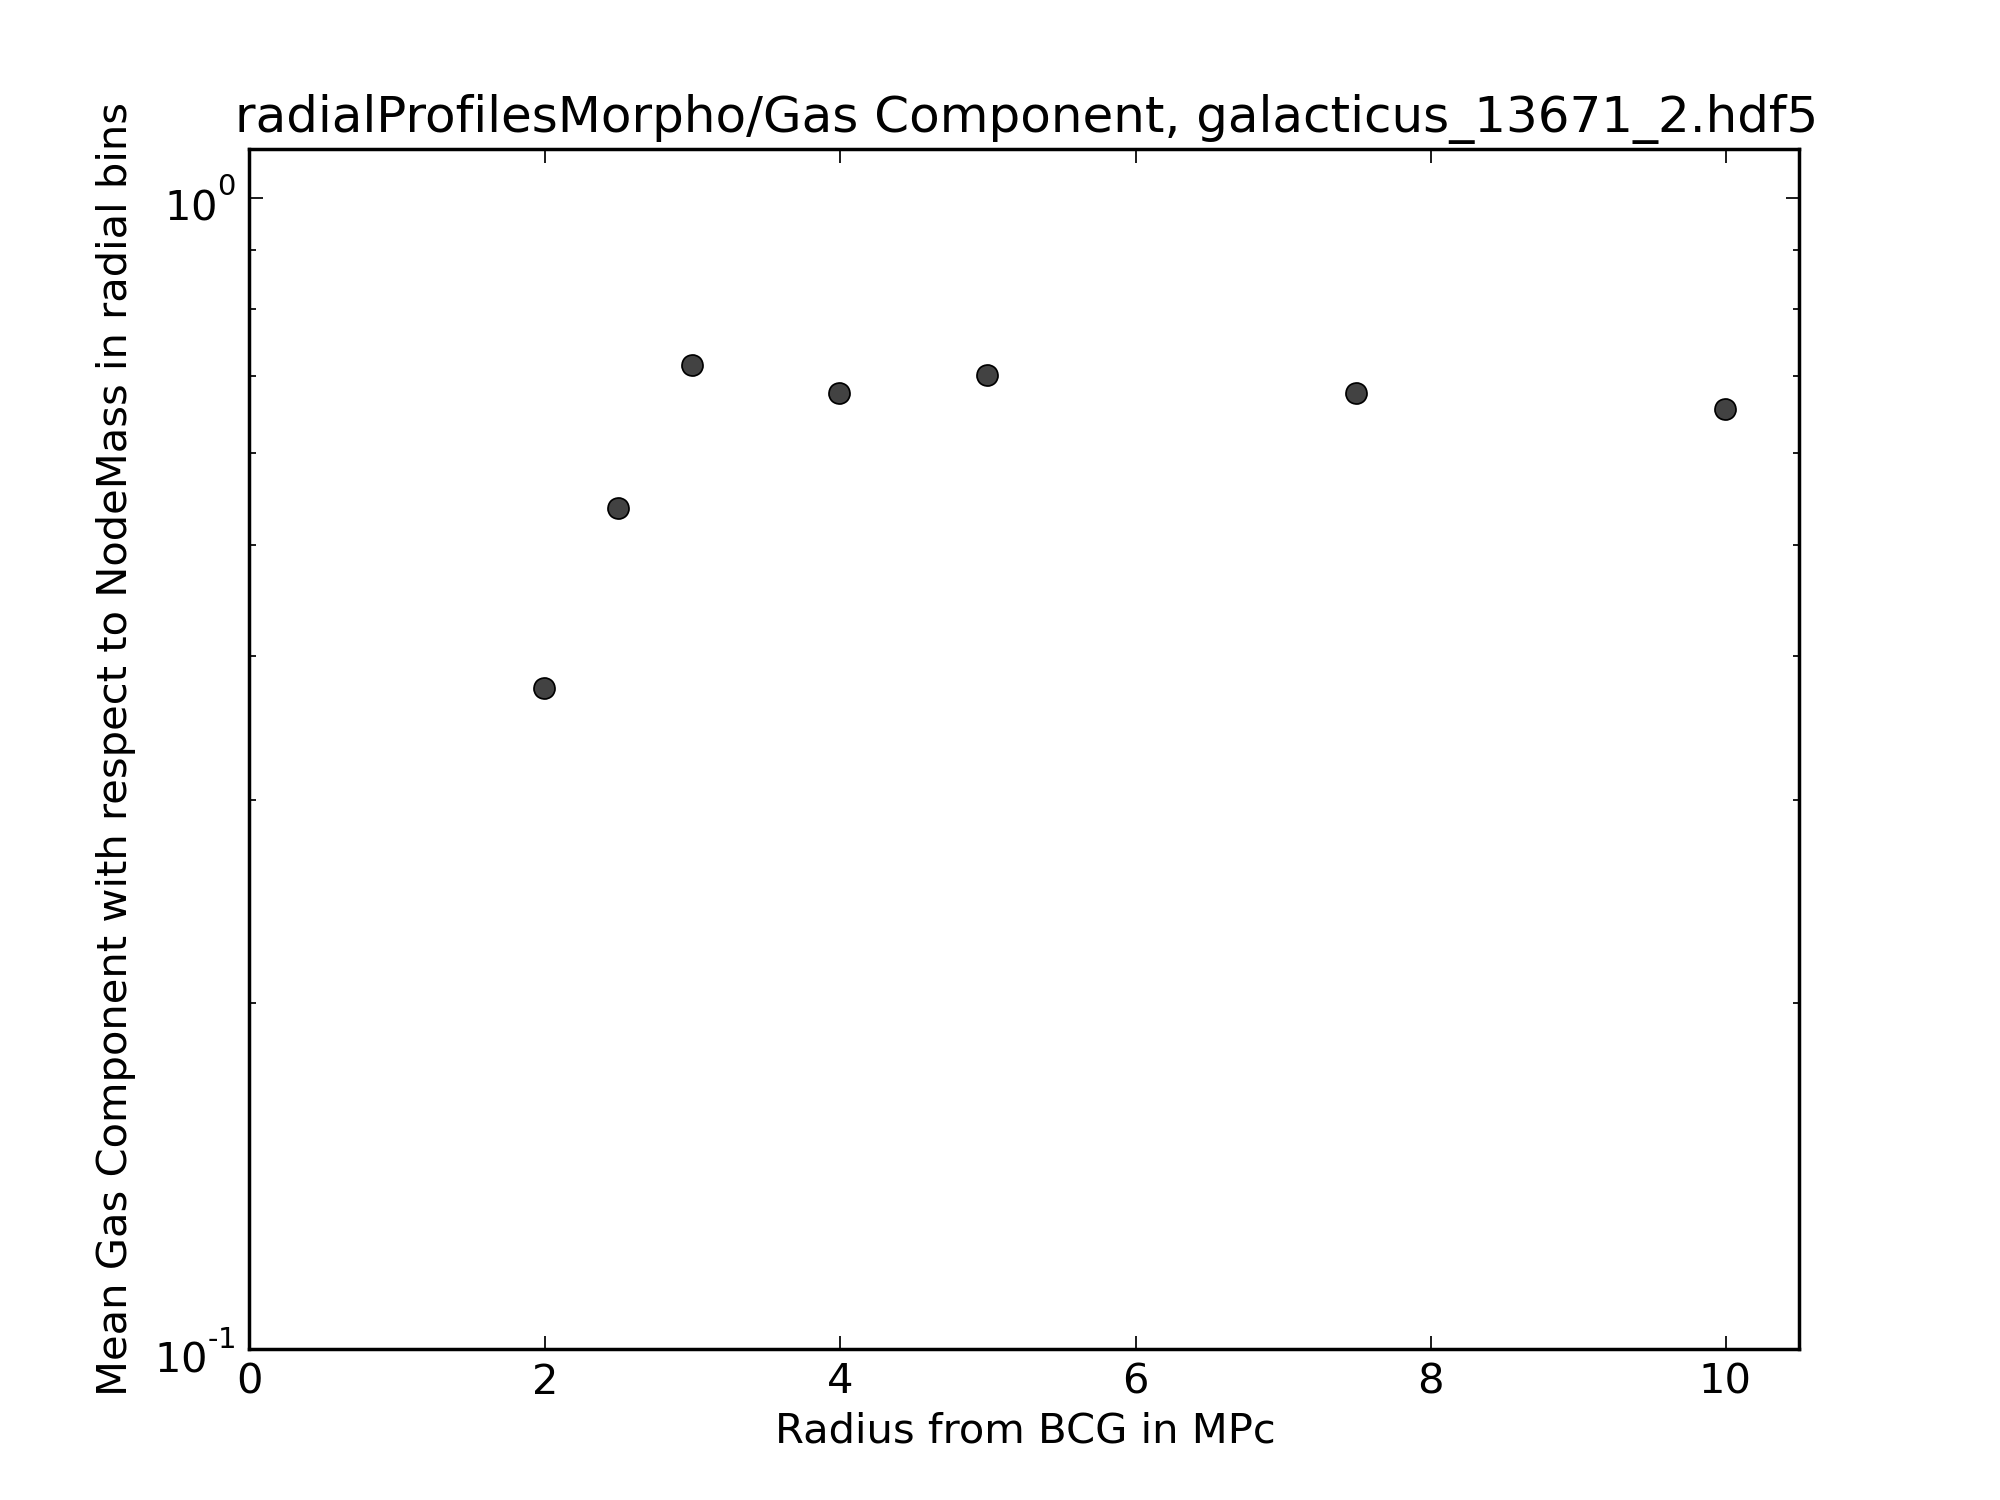 radialProfilesMorpho/Gas Component, galacticus_13671_2.hdf5
Mean Gas Component with respect to NodeMass in radial bins
10^0
10^-1
0 2 4 6 8 10
Radius from BCG in MPc